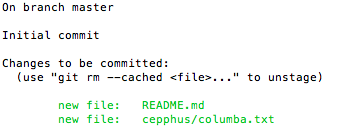 On branch master
Initial commit
Changes to be committed:
(use "git rm --cached <file>..." to unstage)
new file: README.md
new file: cepphus/columba.txt